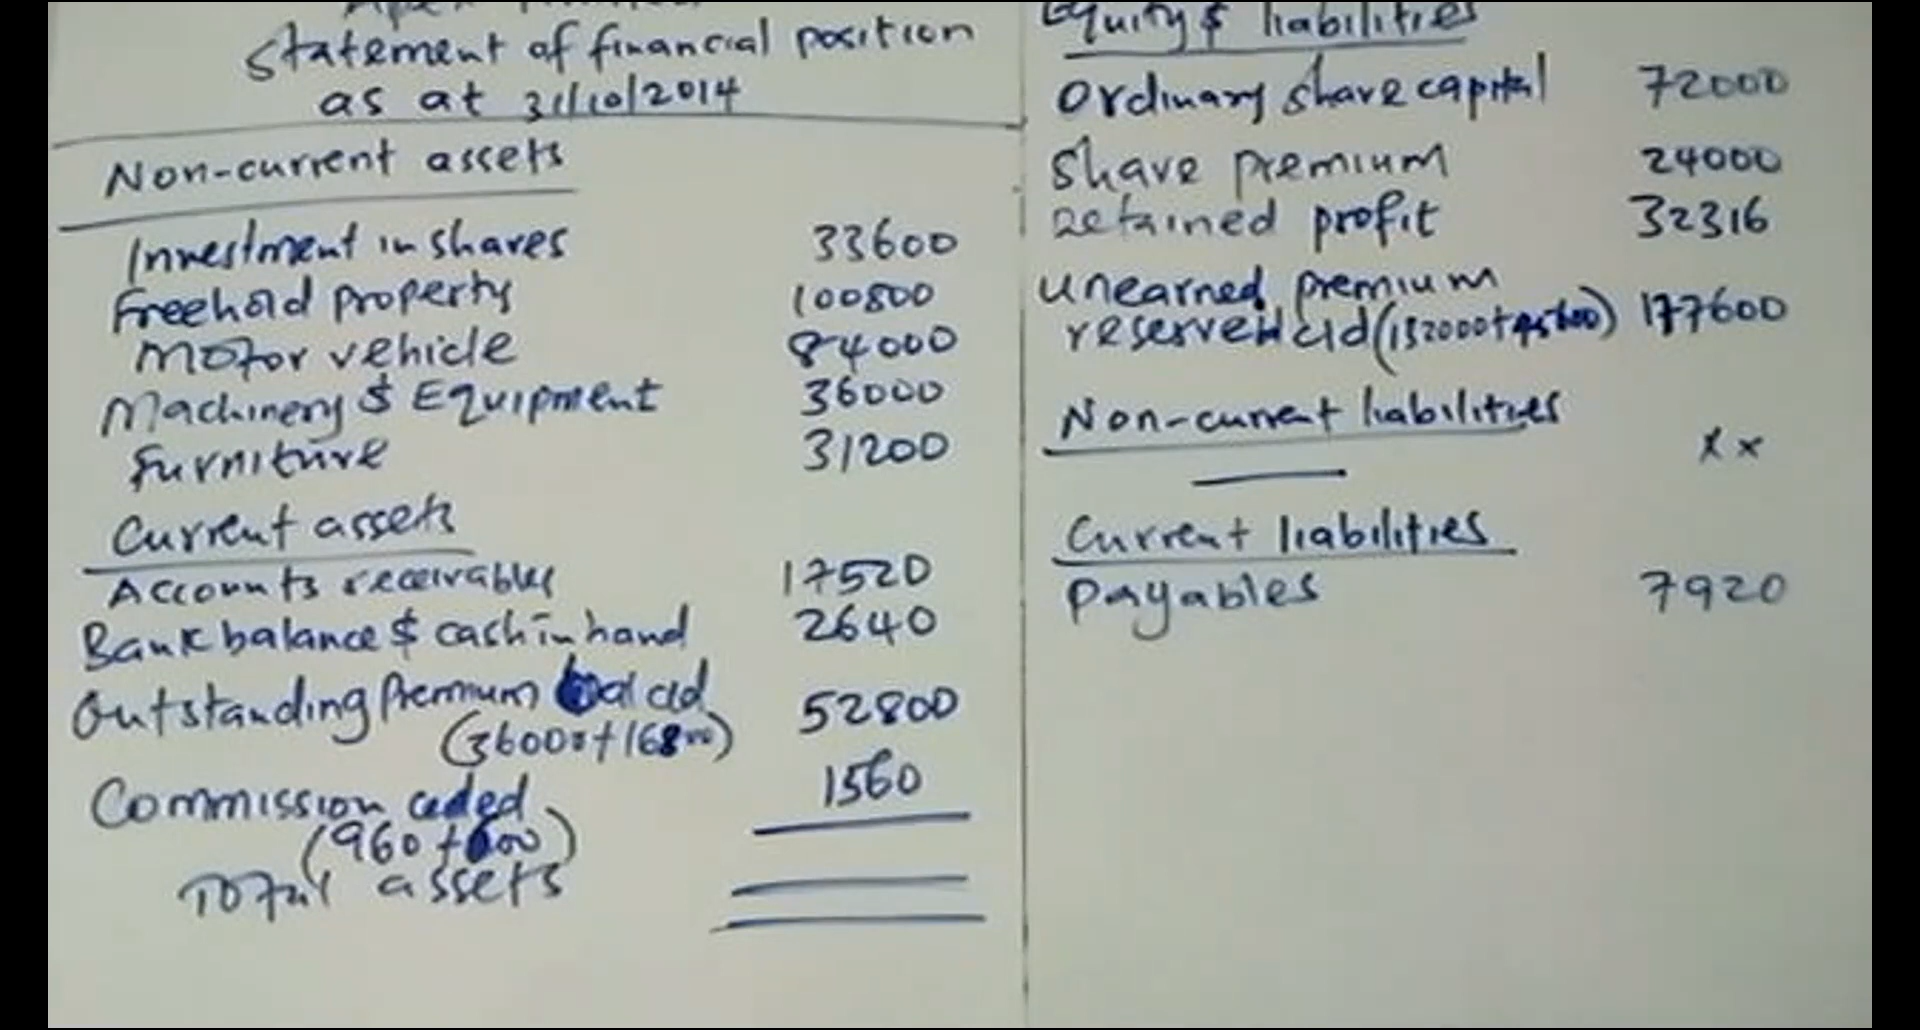 Statement of financial position
as at 31/10/2014
Non-current assets
Investment in shares 33600
Freehold property 100800
Motor vehicle 84000
Machinery & Equipment 36000
Furniture 31200
Current assets
Accounts receivables 17520
Bank balance & cash in hand 2640
Outstanding Premium bal c/d 52800
(36000+16800)
Commission ceded 1560
(960+600)
Total assets
Equity & liabilities
Ordinary share capital 72000
Share premium 24000
Retained profit 32316
Unearned premium
reserve c/d (132000+45600) 177600
Non-current liabilities
xx
Current liabilities
Payables 7920